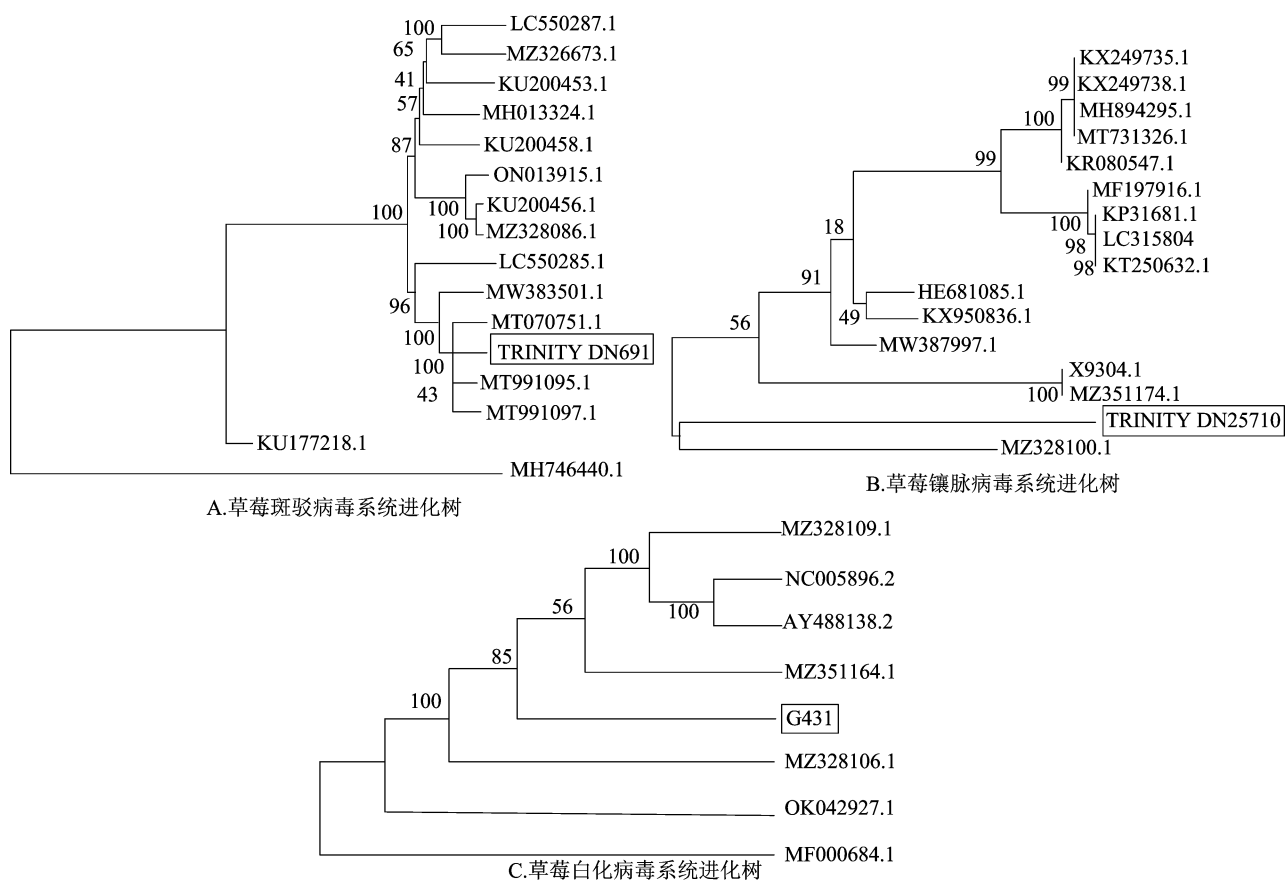 100
LC550287.1
65
MZ326673.1
41
KU200453.1
57
MH013324.1
87
KU200458.1
ON013915.1
100
KU200456.1
100
100
MZ328086.1
LC550285.1
96
MW383501.1
100
MT070751.1
TRINITY DN691
100
MT991095.1
43
MT991097.1
KU177218.1
MH746440.1
A.草莓斑驳病毒系统进化树
KX249735.1
99
KX249738.1
MH894295.1
100
MT731326.1
99
KR080547.1
MF197916.1
100
KP31681.1
18
98
LC315804
98
KT250632.1
91
HE681085.1
49
KX950836.1
56
MW387997.1
X9304.1
100
MZ351174.1
TRINITY DN25710
MZ328100.1
B.草莓镶脉病毒系统进化树
MZ328109.1
100
NC005896.2
56
100
AY488138.2
85
MZ351164.1
100
G431
MZ328106.1
OK042927.1
MF000684.1
C.草莓白化病毒系统进化树